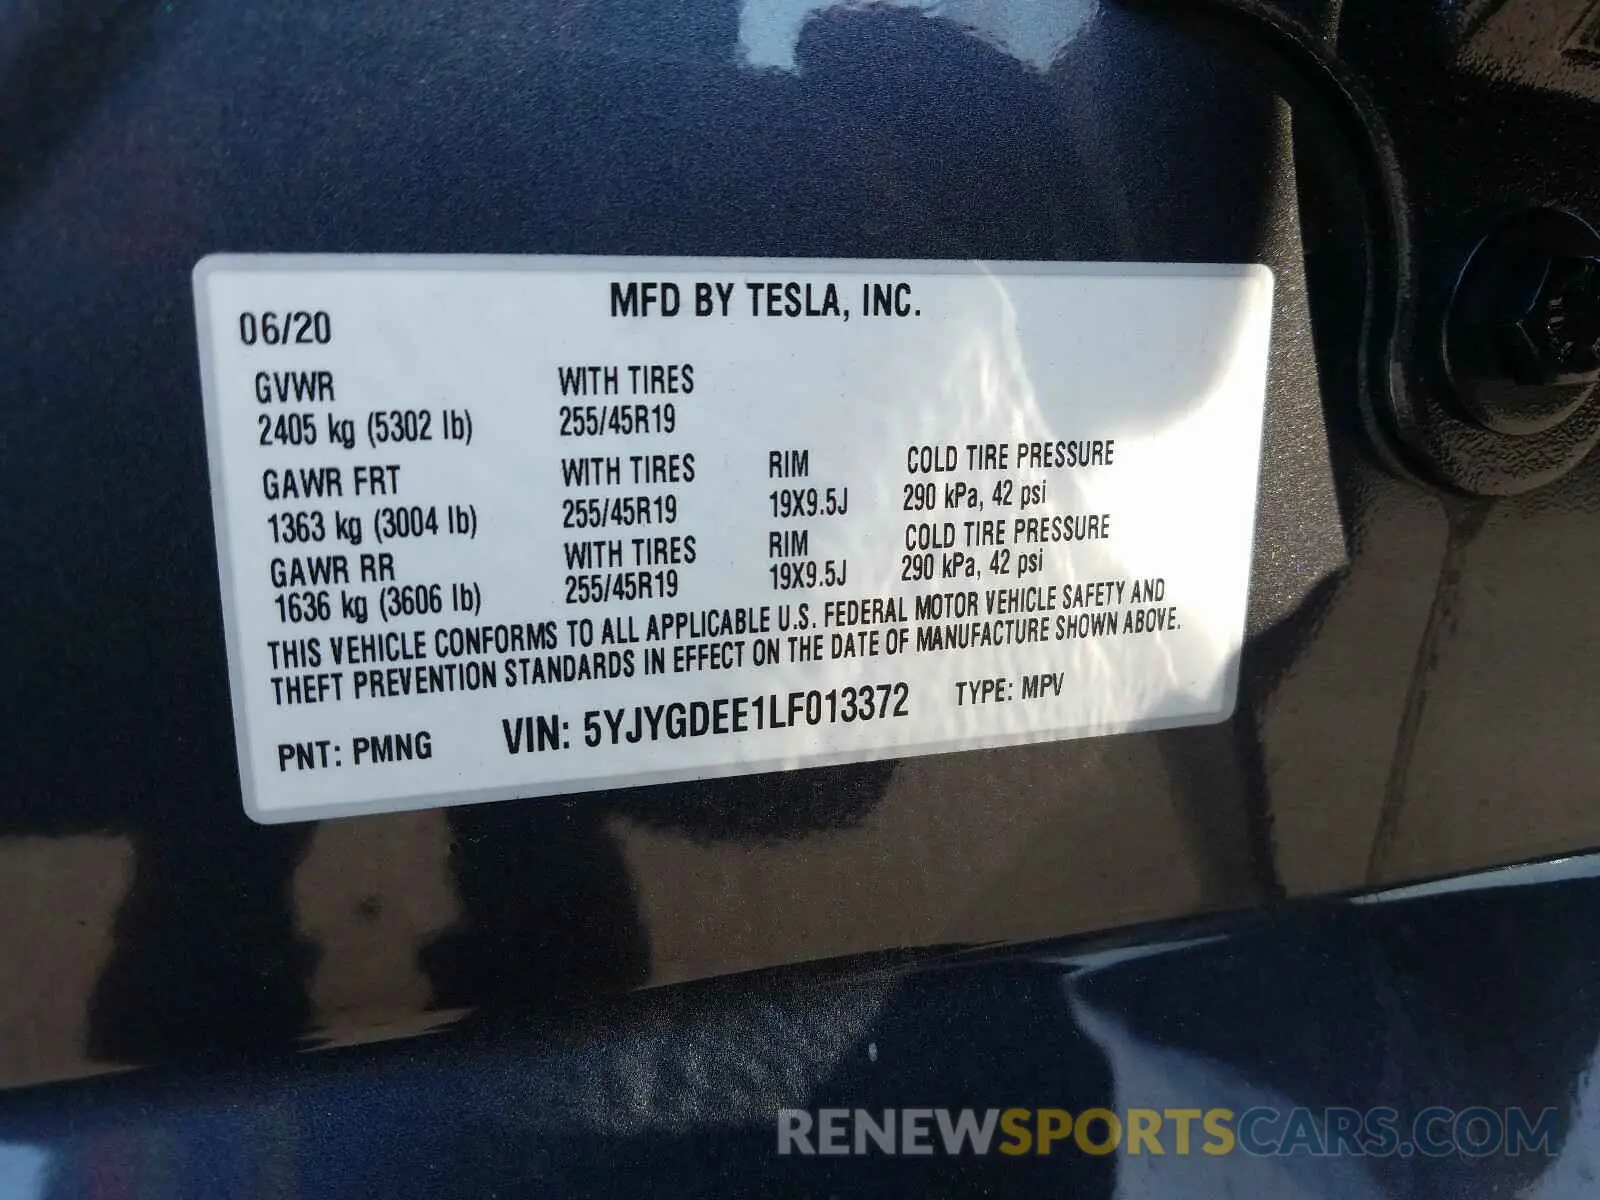 MFD BY TESLA, INC.
06/20
GVWR WITH TIRES
2405 kg (5302 lb) 255/45R19
GAWR FRT WITH TIRES RIM COLD TIRE PRESSURE
1363 kg (3004 lb) 255/45R19 19X9.5J 290 kPa, 42 psi
GAWR RR WITH TIRES RIM COLD TIRE PRESSURE
1636 kg (3606 lb) 255/45R19 19X9.5J 290 kPa, 42 psi
THIS VEHICLE CONFORMS TO ALL APPLICABLE U.S. FEDERAL MOTOR VEHICLE SAFETY AND
THEFT PREVENTION STANDARDS IN EFFECT ON THE DATE OF MANUFACTURE SHOWN ABOVE.
PNT: PMNG VIN: 5YJYGDEE1LF013372 TYPE: MPV
RENEWSPORTSCARS.COM